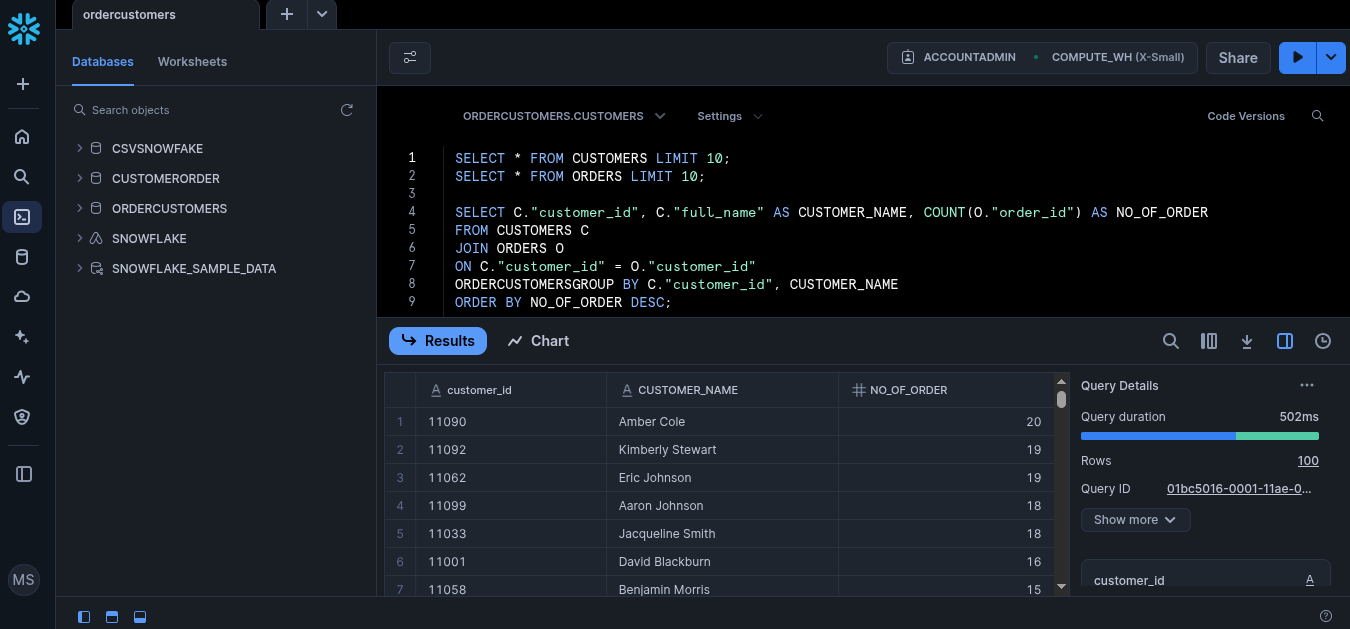 ordercustomers
Databases Worksheets
ACCOUNTADMIN COMPUTE_WH (X-Small) Share
Search objects
CSVSNOWFAKE
CUSTOMERORDER
ORDERCUSTOMERS
SNOWFLAKE
SNOWFLAKE_SAMPLE_DATA
MS
ORDERCUSTOMERS.CUSTOMERS Settings Code Versions
1 SELECT * FROM CUSTOMERS LIMIT 10;
2 SELECT * FROM ORDERS LIMIT 10;
3
4 SELECT C."customer_id", C."full_name" AS CUSTOMER_NAME, COUNT(O."order_id") AS NO_OF_ORDER
5 FROM CUSTOMERS C
6 JOIN ORDERS O
7 ON C."customer_id" = O."customer_id"
8 ORDERCUSTOMERSGROUP BY C."customer_id", CUSTOMER_NAME
9 ORDER BY NO_OF_ORDER DESC;
Results Chart
A customer_id A CUSTOMER_NAME # NO_OF_ORDER
1 11090 Amber Cole 20
2 11092 Kimberly Stewart 19
3 11062 Eric Johnson 19
4 11099 Aaron Johnson 18
5 11033 Jacqueline Smith 18
6 11001 David Blackburn 16
7 11058 Benjamin Morris 15
Query Details ...
Query duration 502ms
Rows 100
Query ID 01bc5016-0001-11ae-0...
Show more
customer_id A